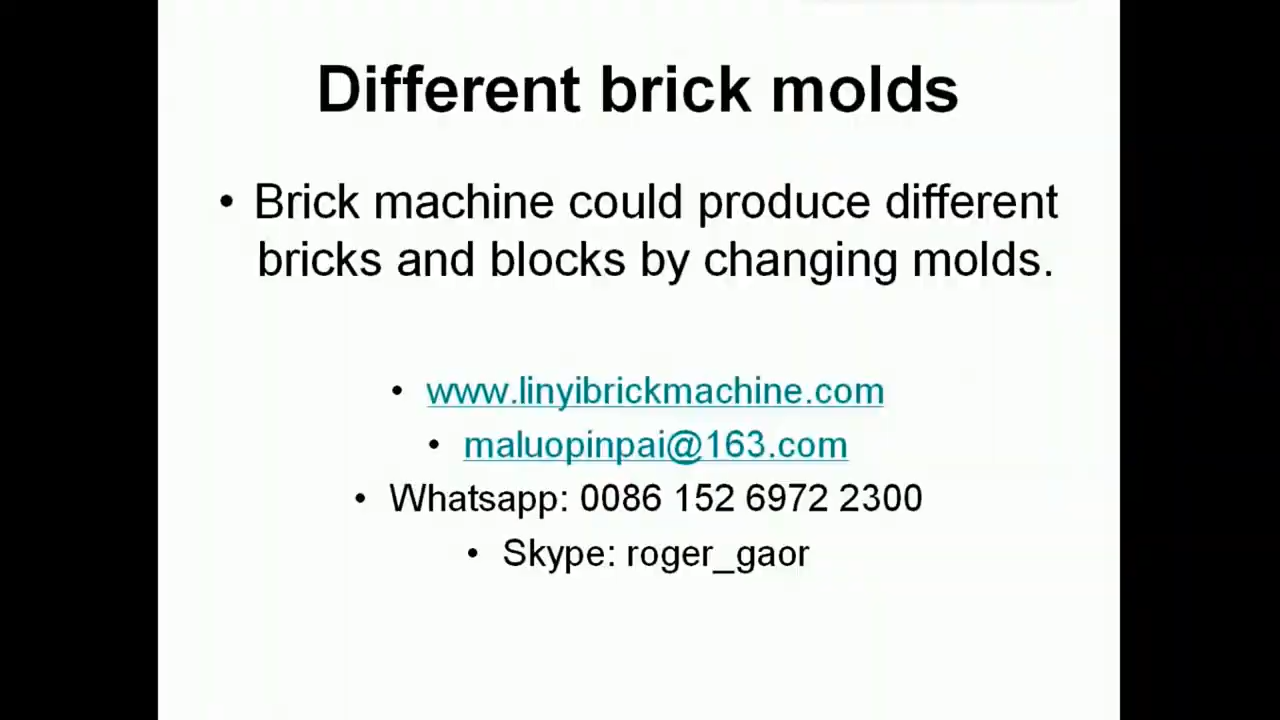 Different brick molds
• Brick machine could produce different
bricks and blocks by changing molds.
• www.linyibrickmachine.com
• maluopinpai@163.com
• Whatsapp: 0086 152 6972 2300
• Skype: roger_gaor